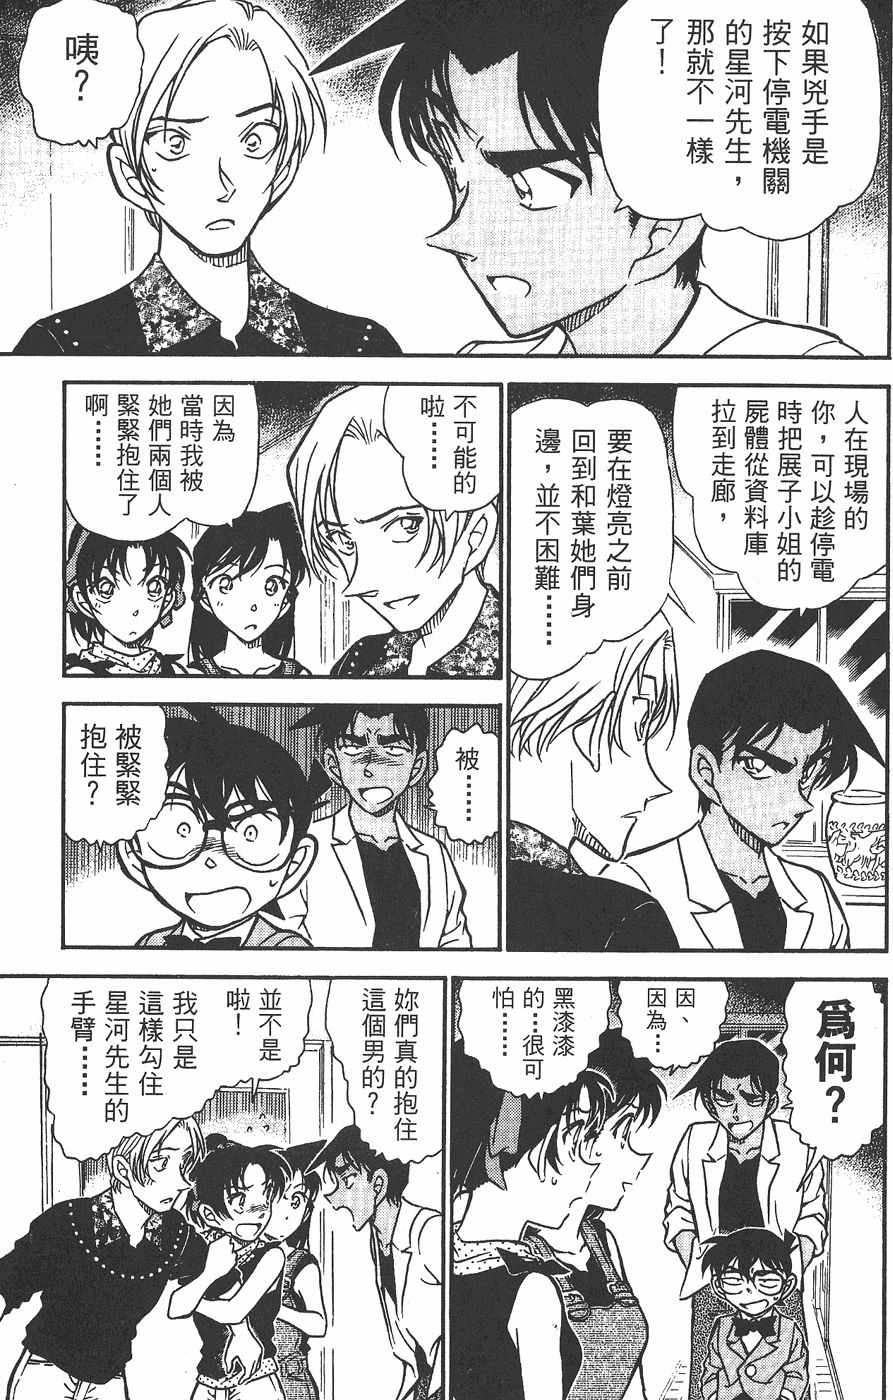 如果兇手是
按下停電機關
的星河先生，
那就不一樣
了！
咦？
人在現場的
你，可以趁停電
時把展子小姐的
屍體從資料庫
拉到走廊，
要在燈亮之前
回到和葉她們身
邊，並不困難……
不可能的
啦……
因為
當時我被
她們兩個人
緊緊抱住了
啊……
被……
被緊緊
抱住？
爲何？
因、
因為…
黑漆漆
的…很可
怕……
妳們真的抱住
這個男的？
並不是
啦！
我只是
這樣勾住
星河先生的
手臂……